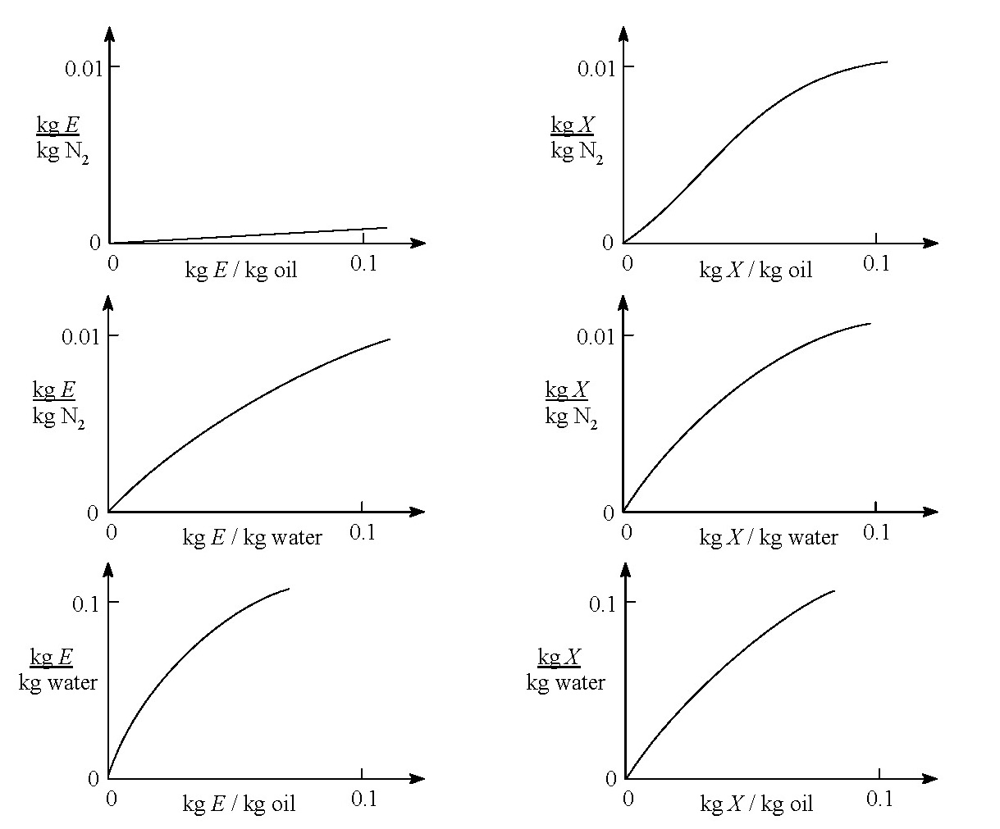 0.01
kg E
kg N₂
0
0
kg E / kg oil
0.1
0.01
kg X
kg N₂
0
0
kg X / kg oil
0.1
0.01
kg E
kg N₂
0
0
kg E / kg water
0.1
0.01
kg X
kg N₂
0
0
kg X / kg water
0.1
0.1
kg E
kg water
0
0
kg E / kg oil
0.1
0.1
kg X
kg water
0
0
kg X / kg oil
0.1